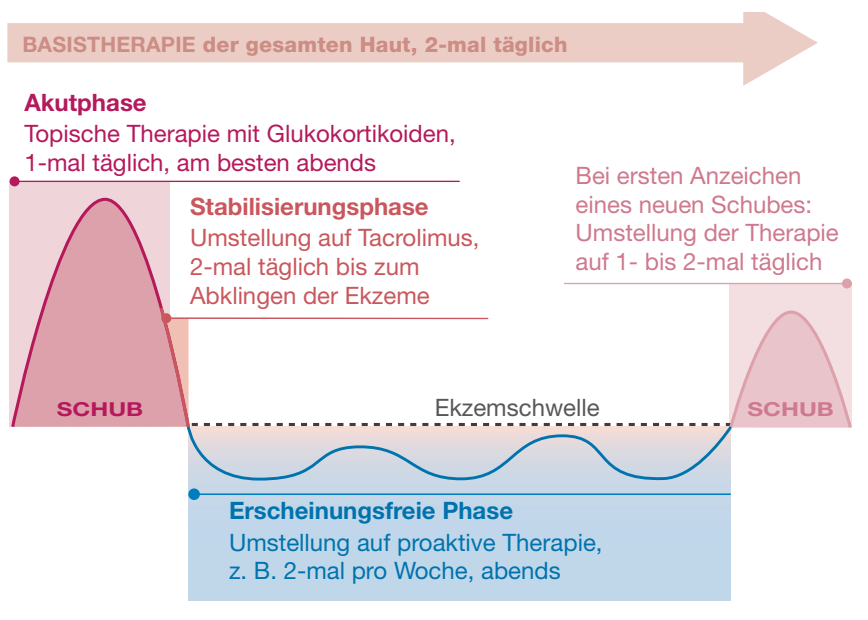 BASISTHERAPIE der gesamten Haut, 2-mal täglich
Akutphase
Topische Therapie mit Glukokortikoiden,
1-mal täglich, am besten abends
Stabilisierungsphase
Umstellung auf Tacrolimus,
2-mal täglich bis zum
Abklingen der Ekzeme
Bei ersten Anzeichen
eines neuen Schubes:
Umstellung der Therapie
auf 1- bis 2-mal täglich
SCHUB
Ekzemschwelle
SCHUB
Erscheinungsfreie Phase
Umstellung auf proaktive Therapie,
z. B. 2-mal pro Woche, abends